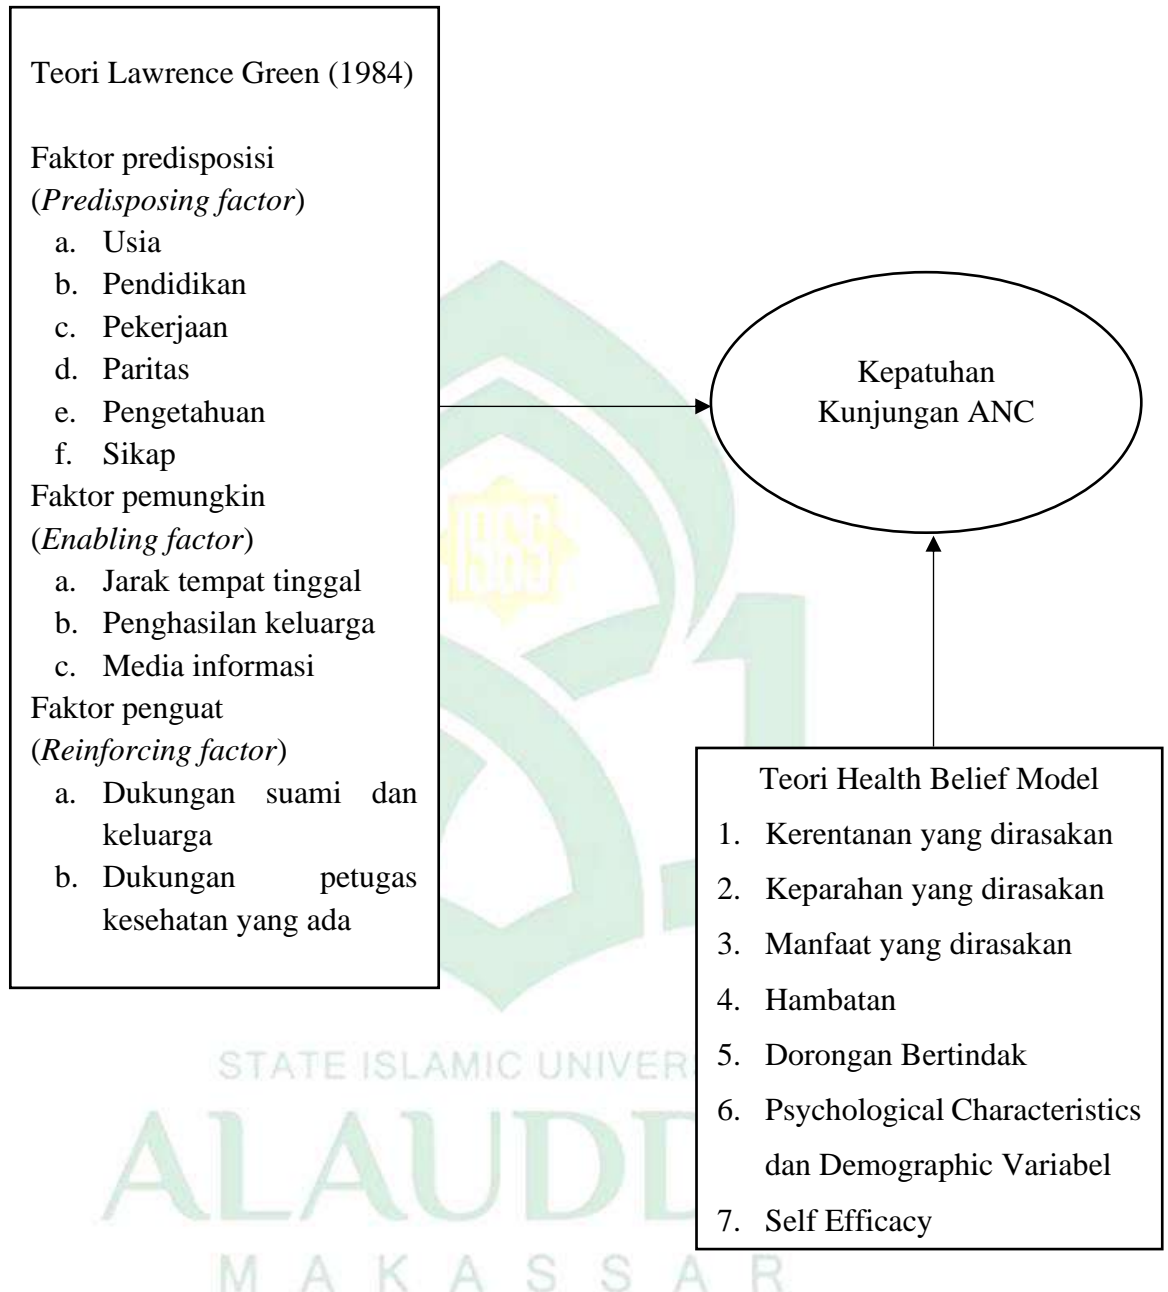 Teori Lawrence Green (1984)
Faktor predisposisi
(Predisposing factor)
a. Usia
b. Pendidikan
c. Pekerjaan
d. Paritas
e. Pengetahuan
f. Sikap
Faktor pemungkin
(Enabling factor)
a. Jarak tempat tinggal
b. Penghasilan keluarga
c. Media informasi
Faktor penguat
(Reinforcing factor)
a. Dukungan suami dan
keluarga
b. Dukungan petugas
kesehatan yang ada
Kepatuhan
Kunjungan ANC
Teori Health Belief Model
1. Kerentanan yang dirasakan
2. Keparahan yang dirasakan
3. Manfaat yang dirasakan
4. Hambatan
5. Dorongan Bertindak
6. Psychological Characteristics
dan Demographic Variabel
7. Self Efficacy
1965
STATE ISLAMIC UNIVER
ALAUDD
MAKASSAR